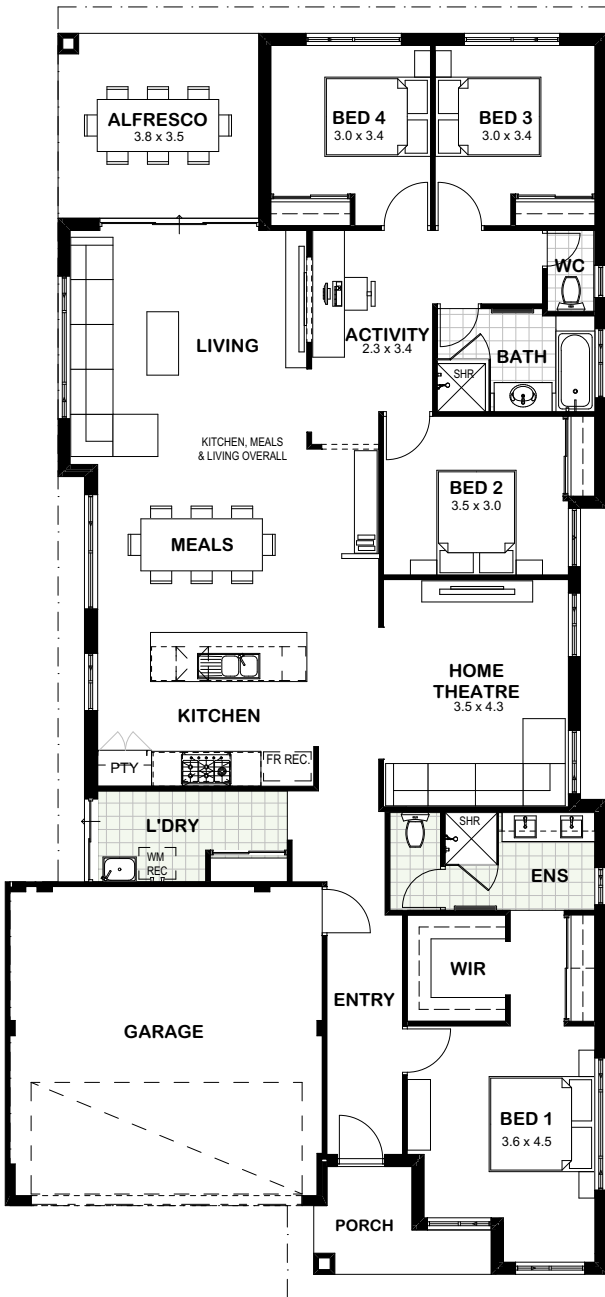 ALFRESCO
3.8 x 3.5
BED 4
3.0 x 3.4
BED 3
3.0 x 3.4
WC
LIVING
ACTIVITY
2.3 x 3.4
BATH
SHR
KITCHEN, MEALS
& LIVING OVERALL
BED 2
3.5 x 3.0
MEALS
HOME
THEATRE
3.5 x 4.3
KITCHEN
PTY
FR REC.
L'DRY
WM
REC
SHR
ENS
WIR
ENTRY
GARAGE
BED 1
3.6 x 4.5
PORCH